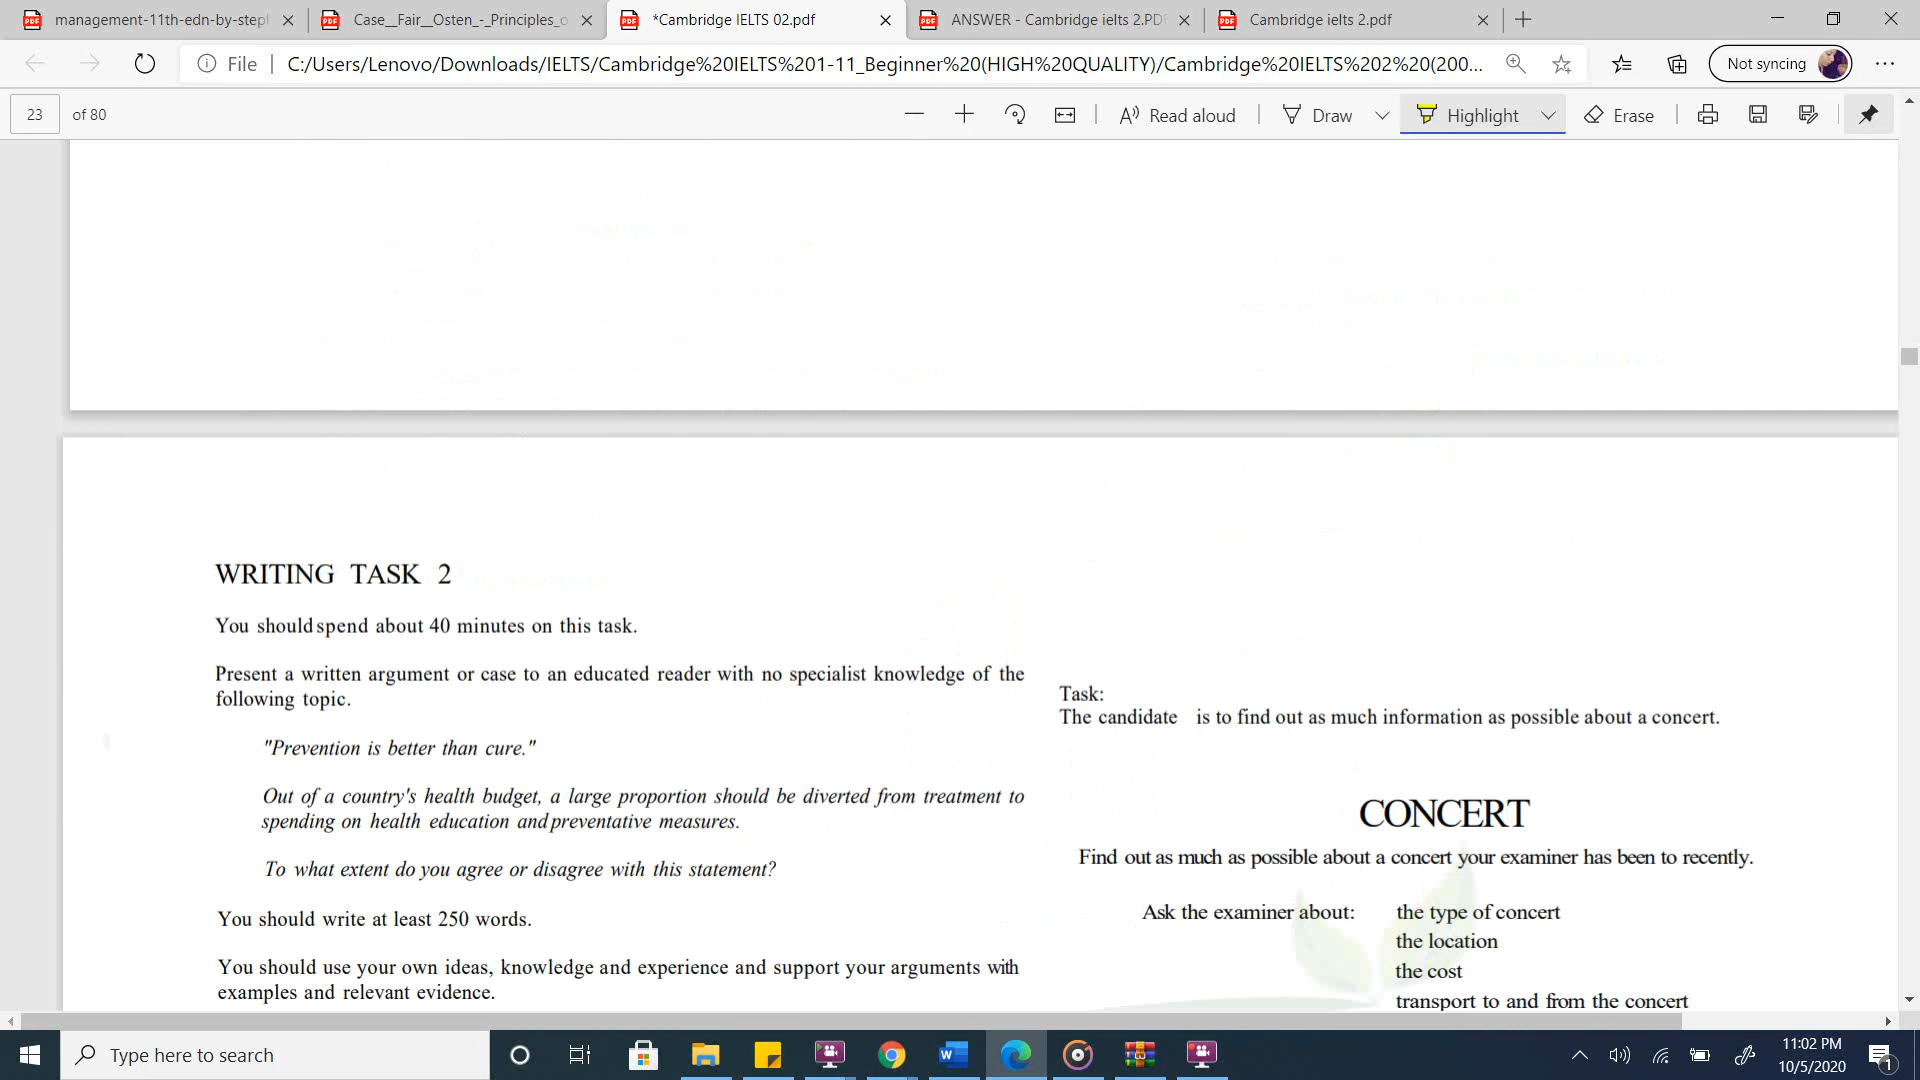 management-11th-edn-by-steph
Case__Fair__Osten_-_Principles_o
*Cambridge IELTS 02.pdf
ANSWER - Cambridge ielts 2.PDF
Cambridge ielts 2.pdf
File
C:/Users/Lenovo/Downloads/IELTS/Cambridge%20IELTS%201-11_Beginner%20(HIGH%20QUALITY)/Cambridge%20IELTS%202%20(200...
Not syncing
23 of 80
Read aloud
Draw
Highlight
Erase
WRITING TASK 2
You should spend about 40 minutes on this task.
Present a written argument or case to an educated reader with no specialist knowledge of the
following topic.
"Prevention is better than cure."
Out of a country's health budget, a large proportion should be diverted from treatment to
spending on health education and preventative measures.
To what extent do you agree or disagree with this statement?
You should write at least 250 words.
You should use your own ideas, knowledge and experience and support your arguments with
examples and relevant evidence.
Task:
The candidate is to find out as much information as possible about a concert.
CONCERT
Find out as much as possible about a concert your examiner has been to recently.
Ask the examiner about: the type of concert
the location
the cost
transport to and from the concert
Type here to search
11:02 PM
10/5/2020
1